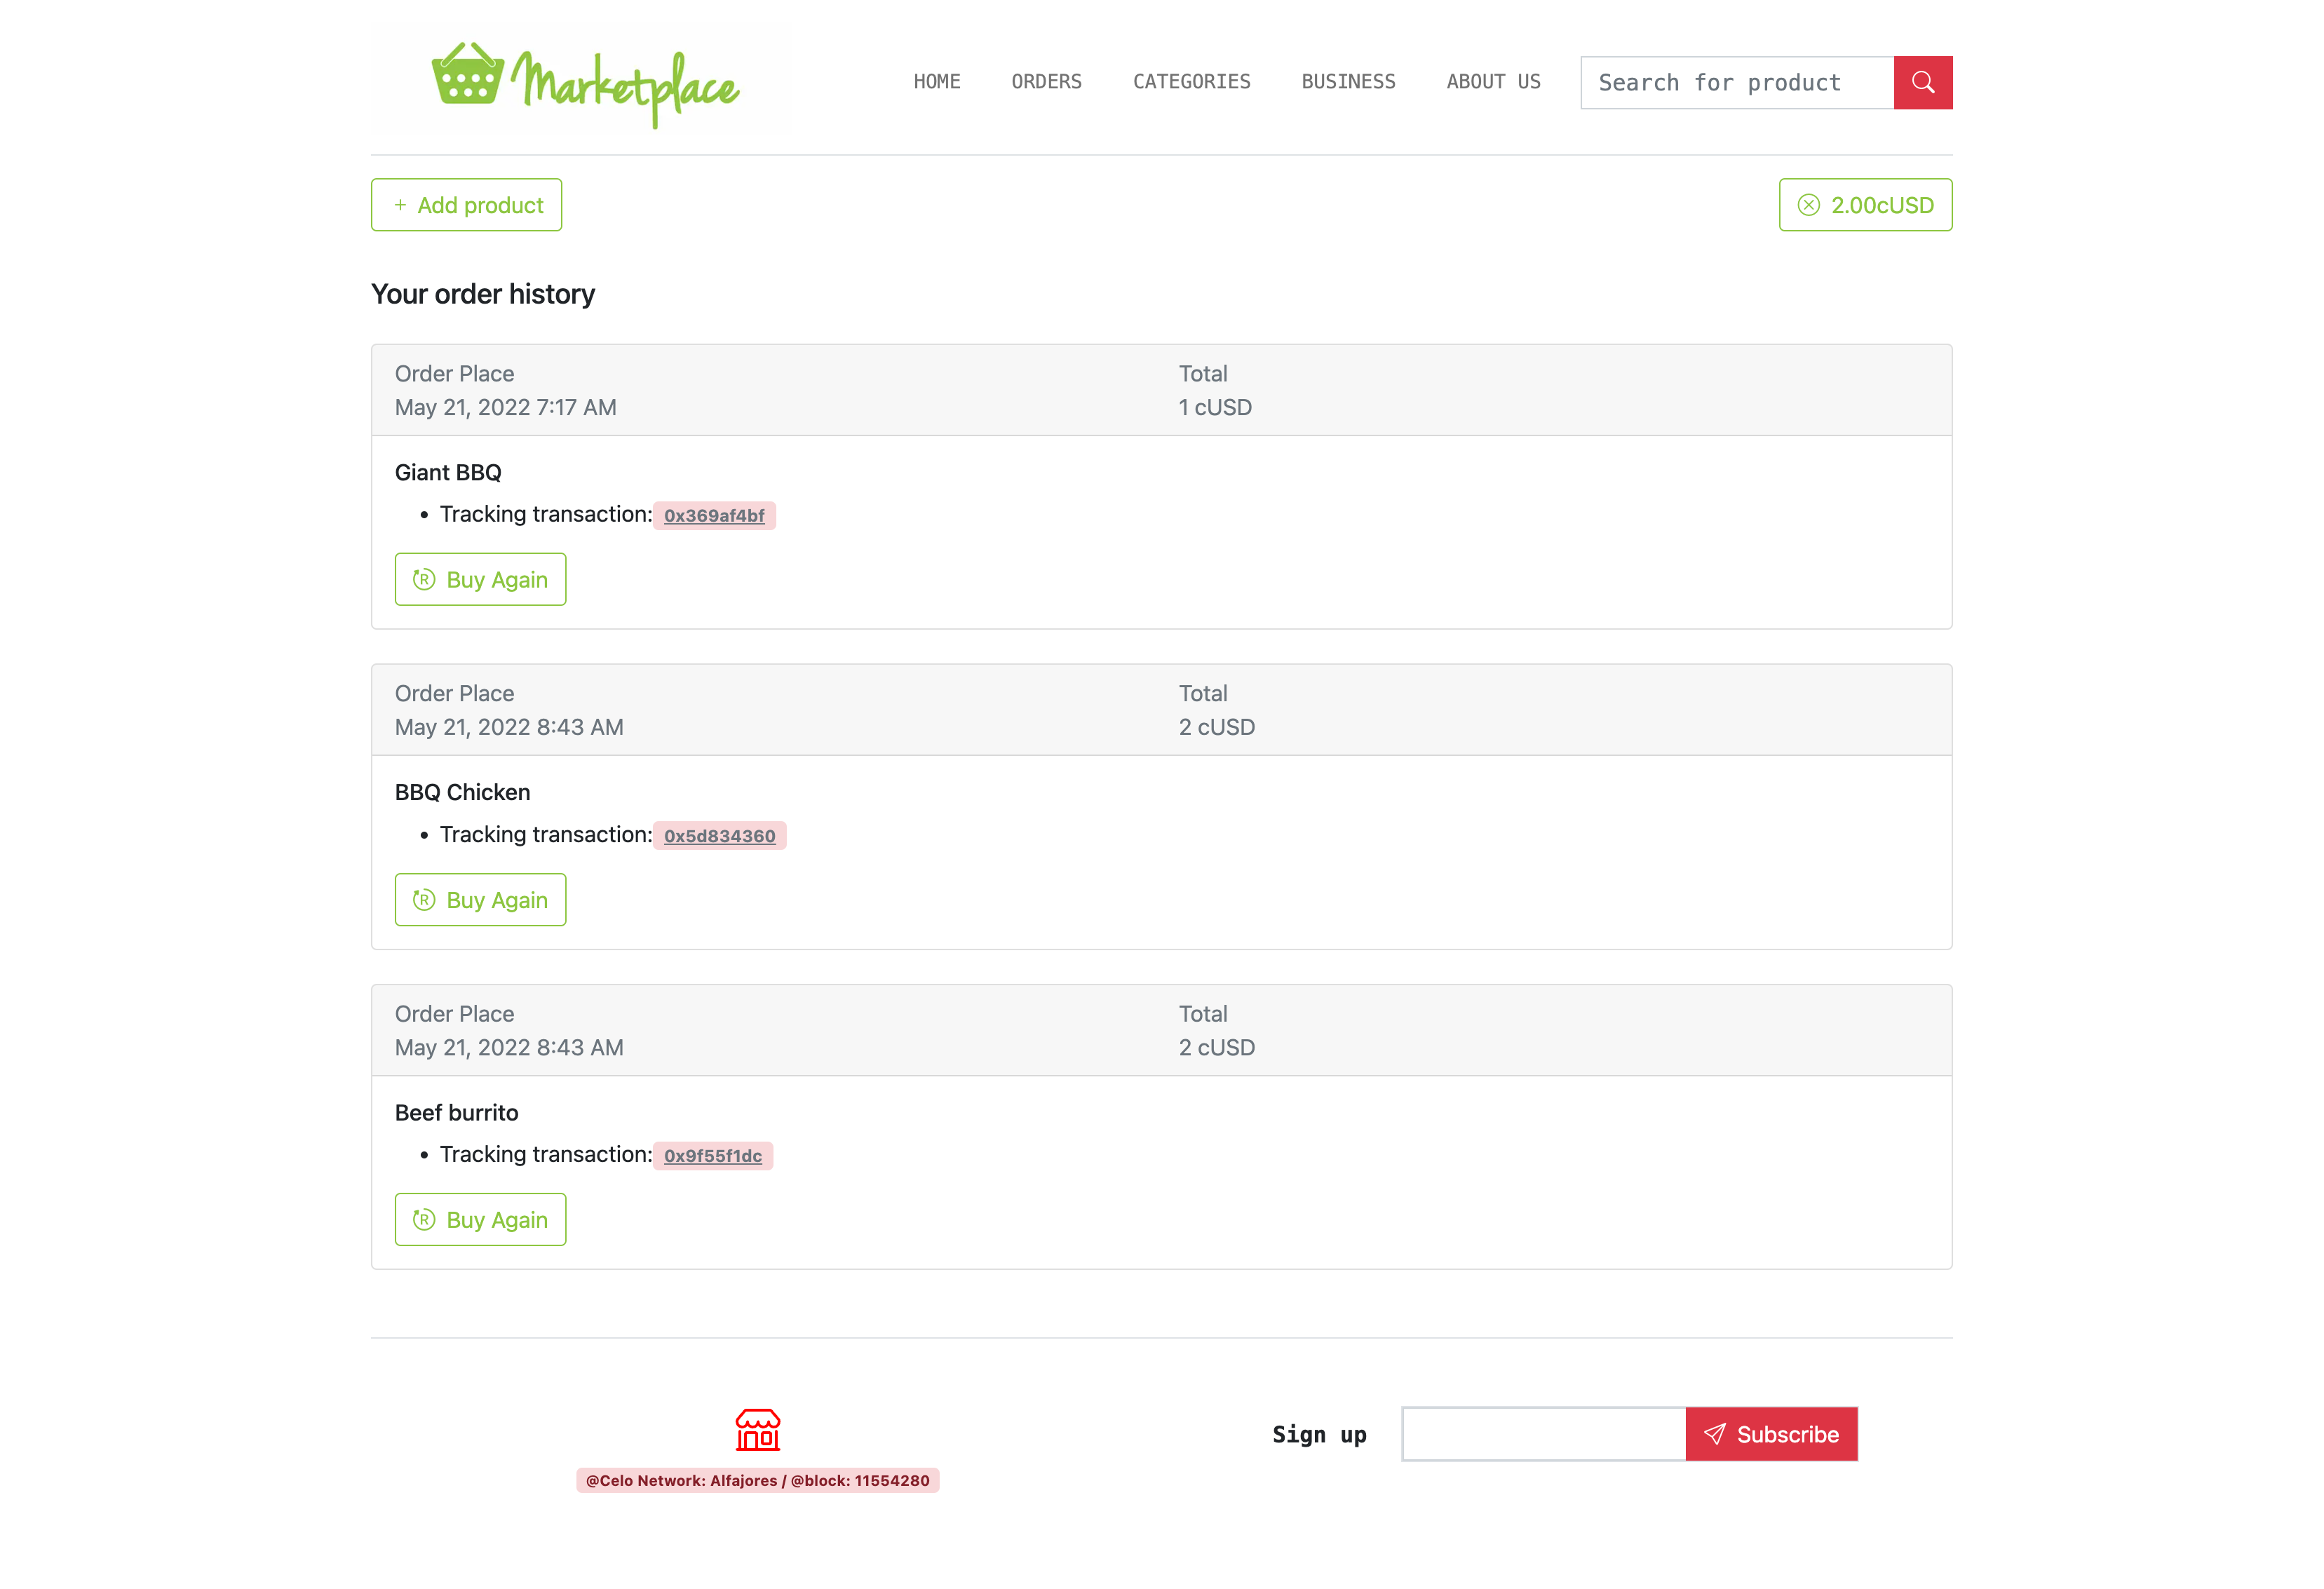 Marketplace
HOME ORDERS CATEGORIES BUSINESS ABOUT US Search for product
+ Add product
2.00cUSD
Your order history
Order Place Total
May 21, 2022 7:17 AM 1 cUSD
Giant BBQ
• Tracking transaction: 0x369af4bf
R Buy Again
Order Place Total
May 21, 2022 8:43 AM 2 cUSD
BBQ Chicken
• Tracking transaction: 0x5d834360
R Buy Again
Order Place Total
May 21, 2022 8:43 AM 2 cUSD
Beef burrito
• Tracking transaction: 0x9f55f1dc
R Buy Again
Sign up Subscribe
@Celo Network: Alfajores / @block: 11554280